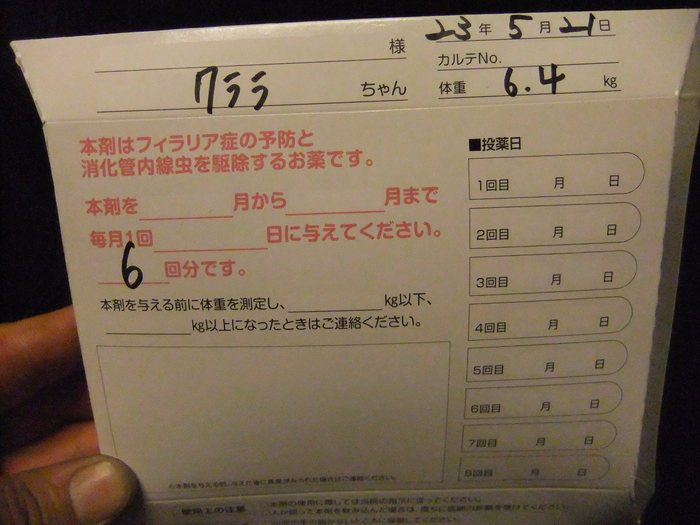 様
23年 5月 21日
カルテNo.
クララ ちゃん
体重 6.4 kg
本剤はフィラリア症の予防と
消化管内線虫を駆除するお薬です。
本剤を 月から 月まで
毎月1回 日に与えてください。
6 回分です。
本剤を与える前に体重を測定し、 kg以下、
kg以上になったときはご連絡ください。
■投薬日
1回目 月 日
2回目 月 日
3回目 月 日
4回目 月 日
5回目 月 日
6回目 月 日
7回目 月 日
8回目 月 日